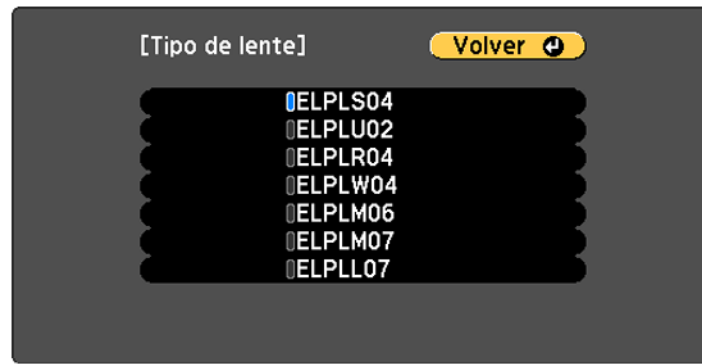 [Tipo de lente] Volver
ELPLS04
ELPLU02
ELPLR04
ELPLW04
ELPLM06
ELPLM07
ELPLL07